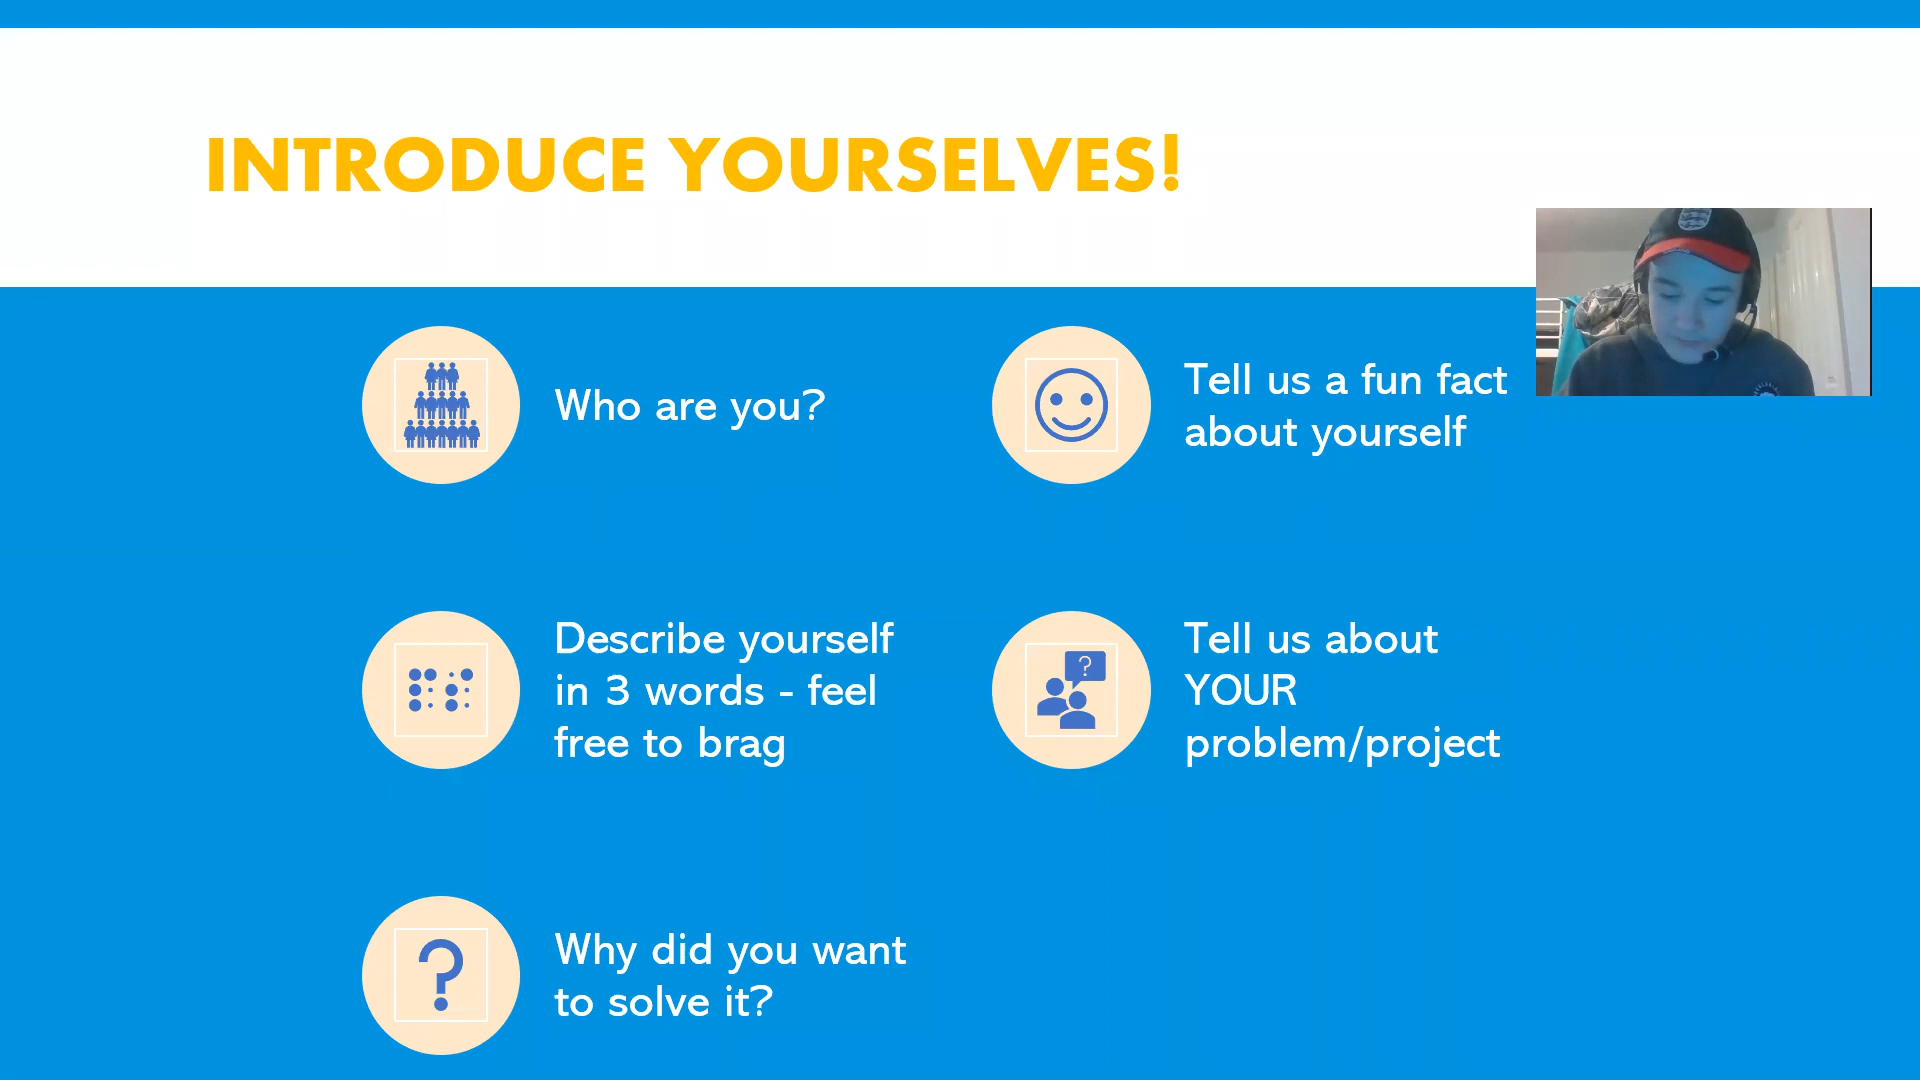 INTRODUCE YOURSELVES!
Who are you?
Tell us a fun fact
about yourself
Describe yourself
in 3 words - feel
free to brag
?
Tell us about
YOUR
problem/project
?
Why did you want
to solve it?